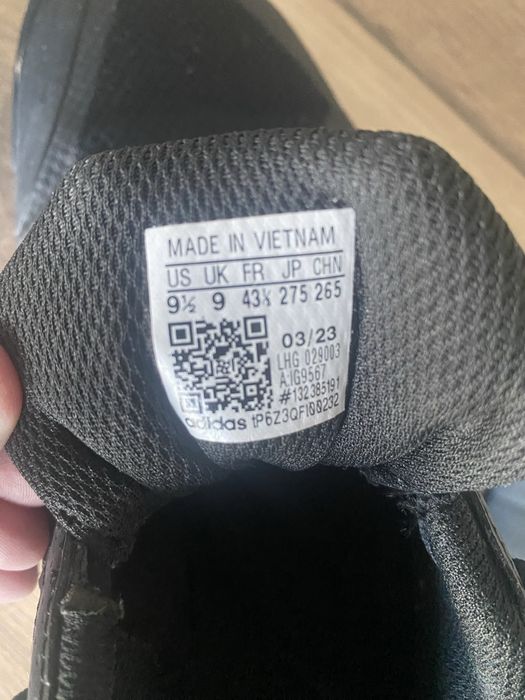 MADE IN VIETNAM
US UK FR JP CHN
9½ 9 43⅓ 275 265
03/23
LHG 029003
A:IG9567
#132385191
adidas tP6Z3QFI00232